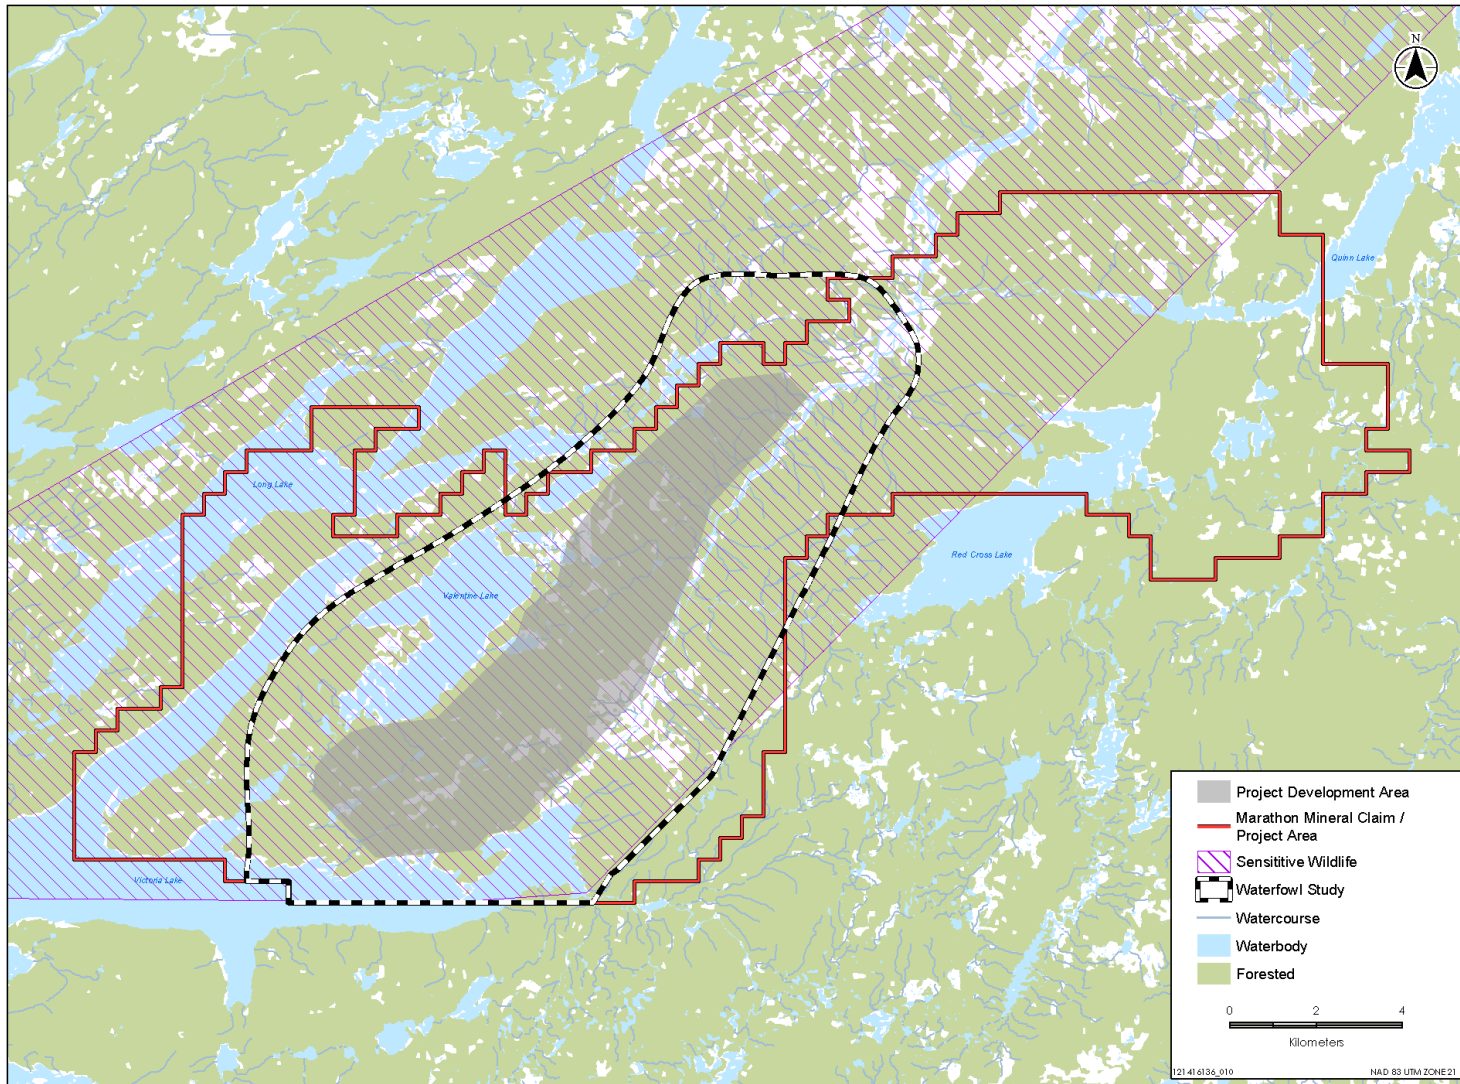 N
Quinn Lake
Long Lake
Red Cross Lake
Valentine Lake
Victoria Lake
Project Development Area
Marathon Mineral Claim /
Project Area
Sensititive Wildlife
Waterfowl Study
Watercourse
Waterbody
Forested
0 2 4
Kilometers
121416136_010 NAD 83 UTM ZONE 21